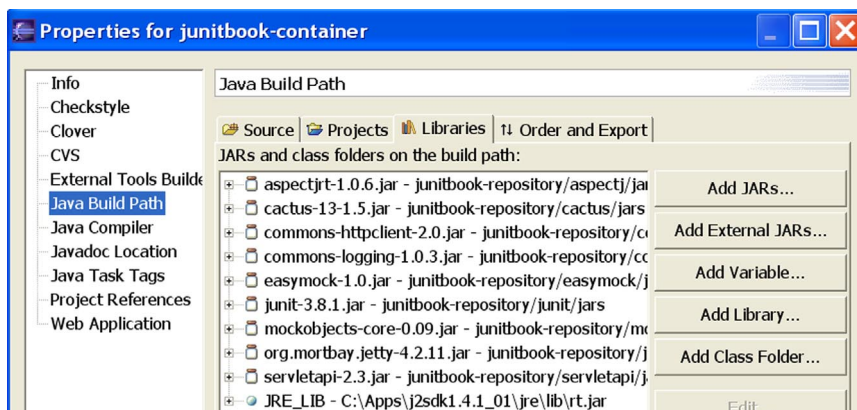 Properties for junitbook-container
Info
Checkstyle
Clover
CVS
External Tools Builde
Java Build Path
Java Compiler
Javadoc Location
Java Task Tags
Project References
Web Application
Java Build Path
Source Projects Libraries Order and Export
JARs and class folders on the build path:
aspectjrt-1.0.6.jar - junitbook-repository/aspectj/jar
cactus-13-1.5.jar - junitbook-repository/cactus/jars
commons-httpclient-2.0.jar - junitbook-repository/co
commons-logging-1.0.3.jar - junitbook-repository/co
easymock-1.0.jar - junitbook-repository/easymock/j
junit-3.8.1.jar - junitbook-repository/junit/jars
mockobjects-core-0.09.jar - junitbook-repository/mo
org.mortbay.jetty-4.2.11.jar - junitbook-repository/j
servletapi-2.3.jar - junitbook-repository/servletapi/j
JRE_LIB - C:\Apps\j2sdk1.4.1_01\jre\lib\rt.jar
Add JARs...
Add External JARs...
Add Variable...
Add Library...
Add Class Folder...
Edit...